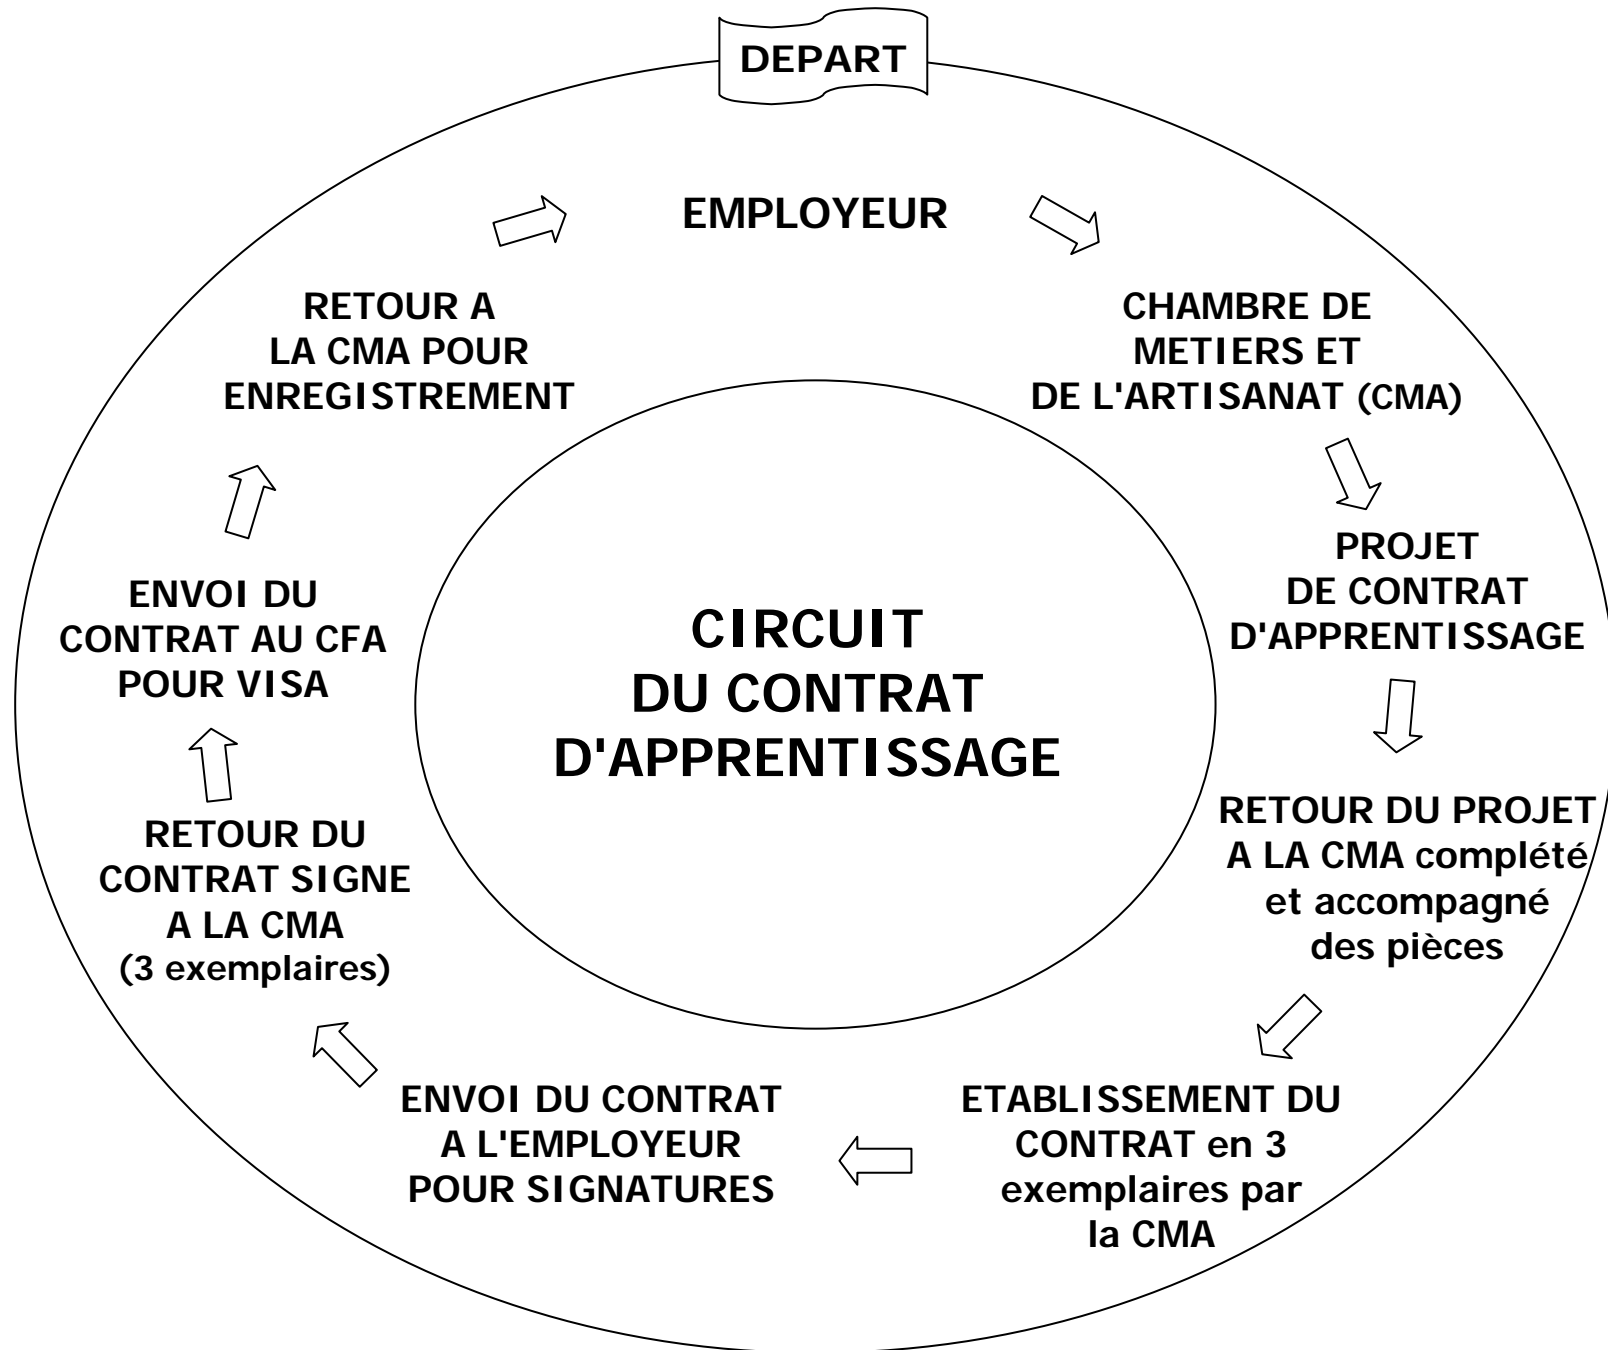 DEPART
EMPLOYEUR
CHAMBRE DE
METIERS ET
DE L'ARTISANAT (CMA)
PROJET
DE CONTRAT
D'APPRENTISSAGE
RETOUR DU PROJET
A LA CMA complété
et accompagné
des pièces
ETABLISSEMENT DU
CONTRAT en 3
exemplaires par
la CMA
ENVOI DU CONTRAT
A L'EMPLOYEUR
POUR SIGNATURES
RETOUR DU
CONTRAT SIGNE
A LA CMA
(3 exemplaires)
ENVOI DU
CONTRAT AU CFA
POUR VISA
RETOUR A
LA CMA POUR
ENREGISTREMENT
CIRCUIT
DU CONTRAT
D'APPRENTISSAGE